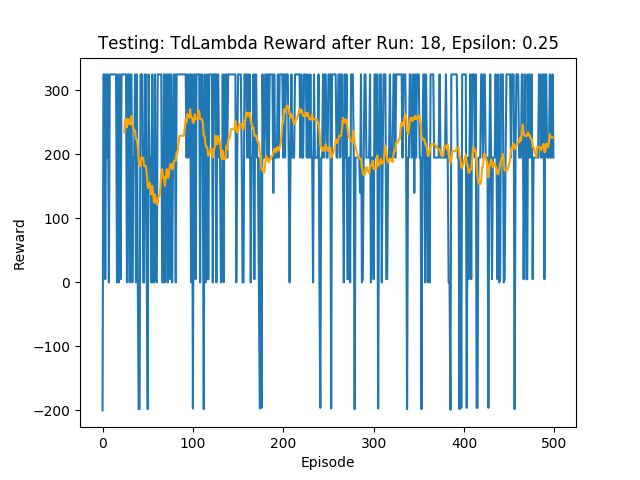 Testing: TdLambda Reward after Run: 18, Epsilon: 0.25
300
200
100
0
−100
−200
Reward
0 100 200 300 400 500
Episode